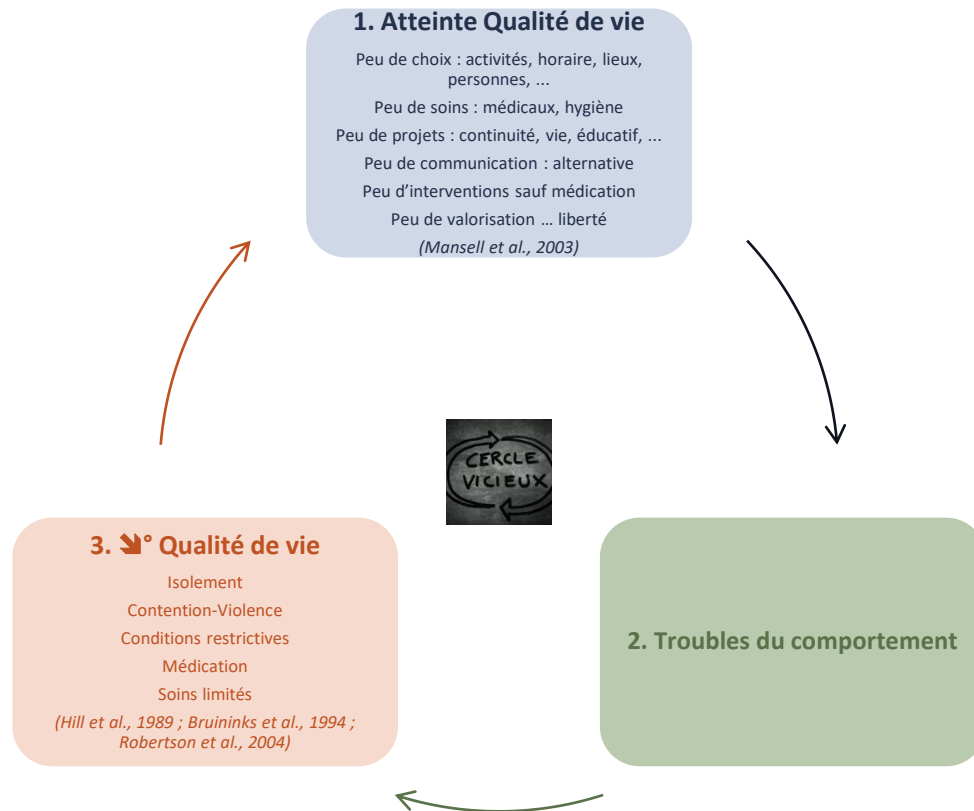 1. Atteinte Qualité de vie
Peu de choix : activités, horaire, lieux,
personnes, ...
Peu de soins : médicaux, hygiène
Peu de projets : continuité, vie, éducatif, ...
Peu de communication : alternative
Peu d’interventions sauf médication
Peu de valorisation ... liberté
(Mansell et al., 2003)
CERCLE
VICIEUX
2. Troubles du comportement
3. ⬊° Qualité de vie
Isolement
Contention-Violence
Conditions restrictives
Médication
Soins limités
(Hill et al., 1989 ; Bruininks et al., 1994 ;
Robertson et al., 2004)